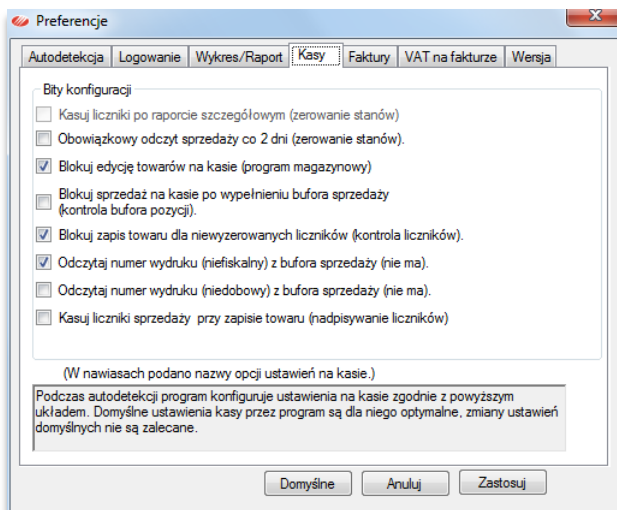 Preferencje
x
Autodetekcja Logowanie Wykres/Raport Kasy Faktury VAT na fakturze Wersja
Bity konfiguracji
Kasuj liczniki po raporcie szczegółowym (zerowanie stanów)
Obowiązkowy odczyt sprzedaży co 2 dni (zerowanie stanów).
Blokuj edycję towarów na kasie (program magazynowy)
Blokuj sprzedaż na kasie po wypełnieniu bufora sprzedaży
(kontrola bufora pozycji).
Blokuj zapis towaru dla niewyzerowanych liczników (kontrola liczników).
Odczytaj numer wydruku (niefiskalny) z bufora sprzedaży (nie ma).
Odczytaj numer wydruku (niedobowy) z bufora sprzedaży (nie ma).
Kasuj liczniki sprzedaży przy zapisie towaru (nadpisywanie liczników)
(W nawiasach podano nazwy opcji ustawień na kasie.)
Podczas autodetekcji program konfiguruje ustawienia na kasie zgodnie z powyższym
układem. Domyślne ustawienia kasy przez program są dla niego optymalne, zmiany ustawień
domyślnych nie są zalecane.
Domyślne Anuluj Zastosuj